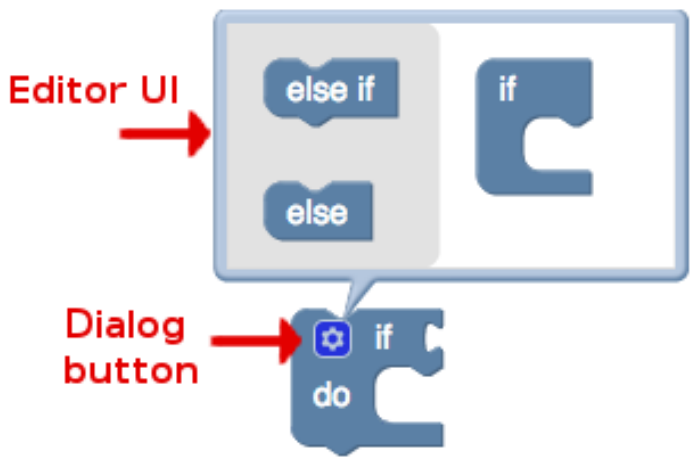 Editor UI
else if
if
else
Dialog
button
if
do